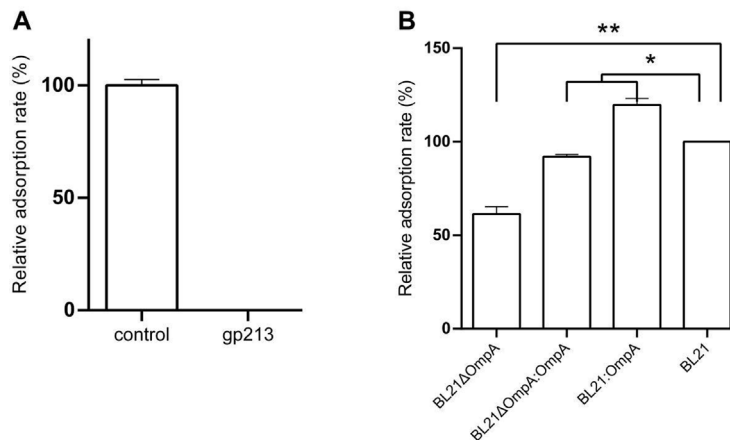 A
Relative adsorption rate (%)
100
50
0
control gp213
B
Relative adsorption rate (%)
150
100
50
0
** 
*
BL21ΔOmpA
BL21ΔOmpA:OmpA
BL21:OmpA
BL21